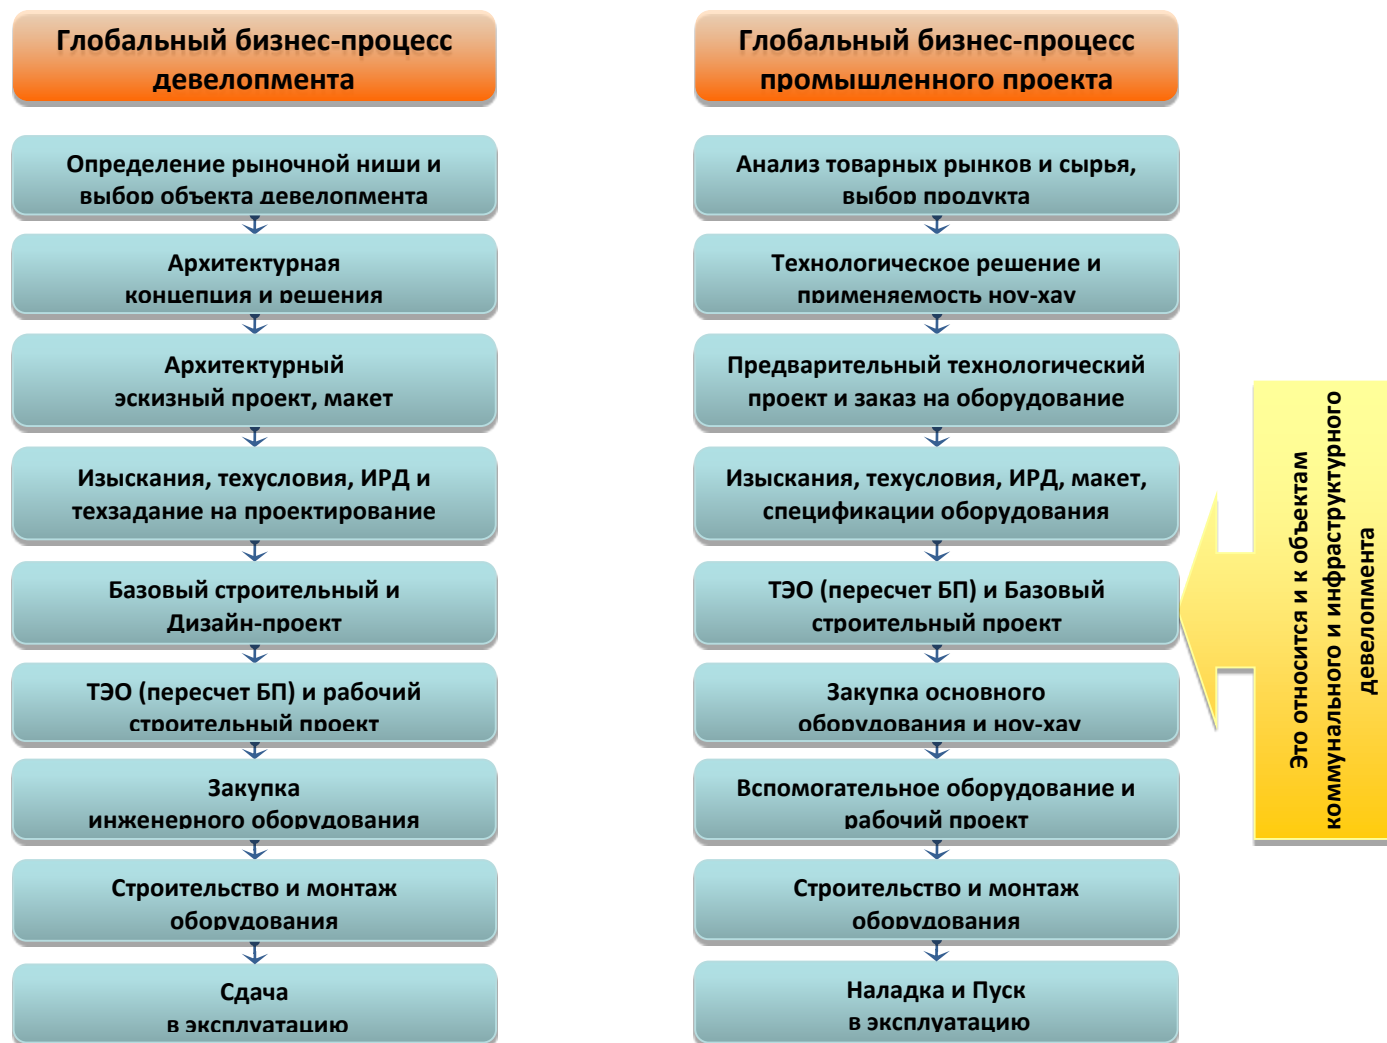 Глобальный бизнес-процесс
девелопмента
Определение рыночной ниши и
выбор объекта девелопмента
Архитектурная
концепция и решения
Архитектурный
эскизный проект, макет
Изыскания, техусловия, ИРД и
техзадание на проектирование
Базовый строительный и
Дизайн-проект
ТЭО (пересчет БП) и рабочий
строительный проект
Закупка
инженерного оборудования
Строительство и монтаж
оборудования
Сдача
в эксплуатацию
Глобальный бизнес-процесс
промышленного проекта
Анализ товарных рынков и сырья,
выбор продукта
Технологическое решение и
применяемость ноу-хау
Предварительный технологический
проект и заказ на оборудование
Изыскания, техусловия, ИРД, макет,
спецификации оборудования
ТЭО (пересчет БП) и Базовый
строительный проект
Закупка основного
оборудования и ноу-хау
Вспомогательное оборудование и
рабочий проект
Строительство и монтаж
оборудования
Наладка и Пуск
в эксплуатацию
Это относится и к объектам
коммунального и инфраструктурного
девелопмента